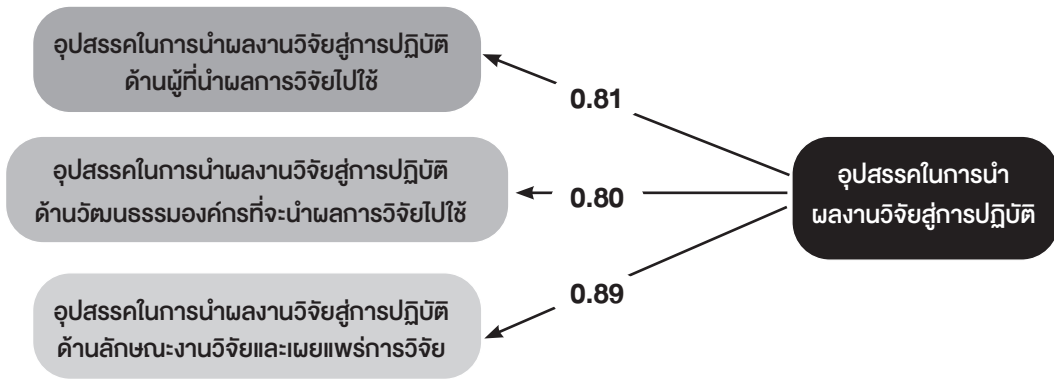 อุปสรรคในการนำผลงานวิจัยสู่การปฏิบัติ
ด้านผู้ที่นำผลการวิจัยไปใช้
0.81
อุปสรรคในการนำผลงานวิจัยสู่การปฏิบัติ
ด้านวัฒนธรรมองค์กรที่จะนำผลการวิจัยไปใช้
0.80
อุปสรรคในการนำ
ผลงานวิจัยสู่การปฏิบัติ
0.89
อุปสรรคในการนำผลงานวิจัยสู่การปฏิบัติ
ด้านลักษณะงานวิจัยและเผยแพร่การวิจัย